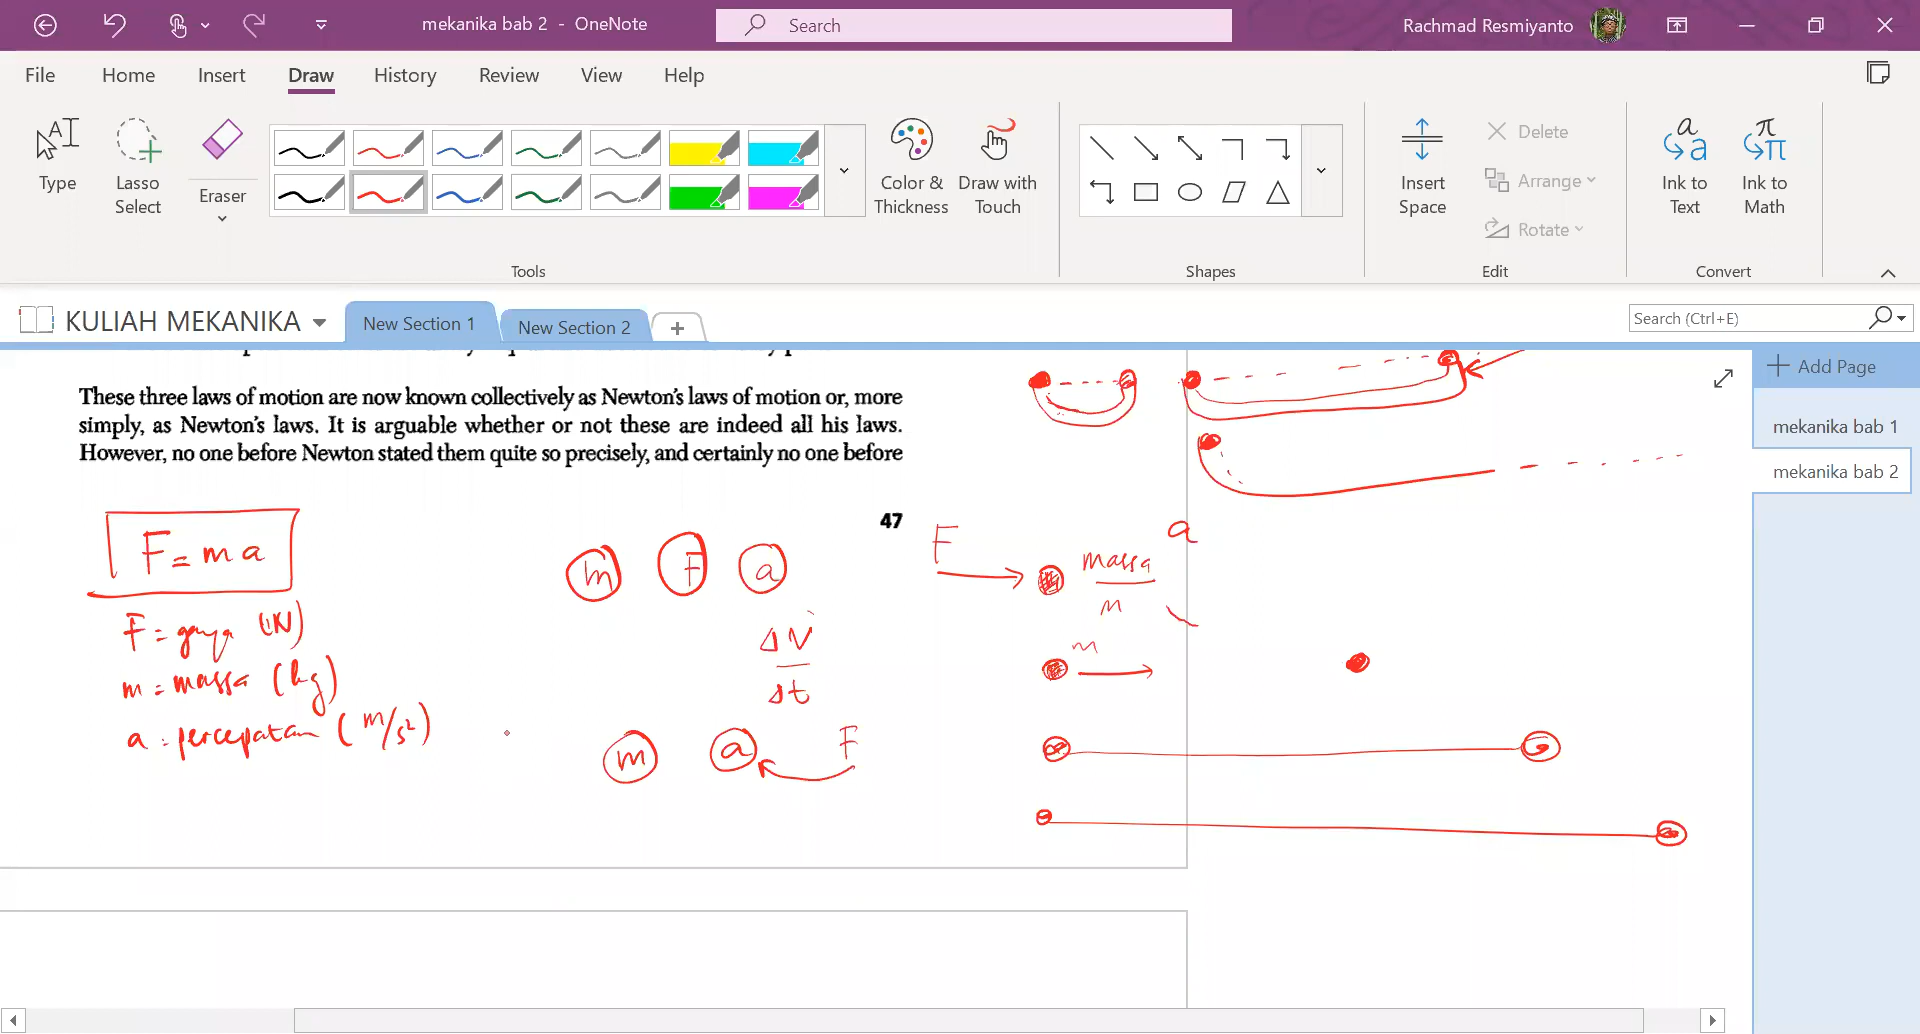 mekanika bab 2 - OneNote
Search
Rachmad Resmiyanto
File Home Insert Draw History Review View Help
Type
Lasso Select
Eraser
Color & Thickness
Draw with Touch
Insert Space
Delete
Arrange
Rotate
Ink to Text
Ink to Math
Tools
Shapes
Edit
Convert
KULIAH MEKANIKA
New Section 1
New Section 2
+
Search (Ctrl+E)
Add Page
mekanika bab 1
mekanika bab 2
These three laws of motion are now known collectively as Newton's laws of motion or, more
simply, as Newton's laws. It is arguable whether or not these are indeed all his laws.
However, no one before Newton stated them quite so precisely, and certainly no one before
47
F = m a
F = gaya (N)
m = massa (kg)
a = percepatan (m/s²)
m F a
ΔV
Δt
m a F
F
massa
m
a
m